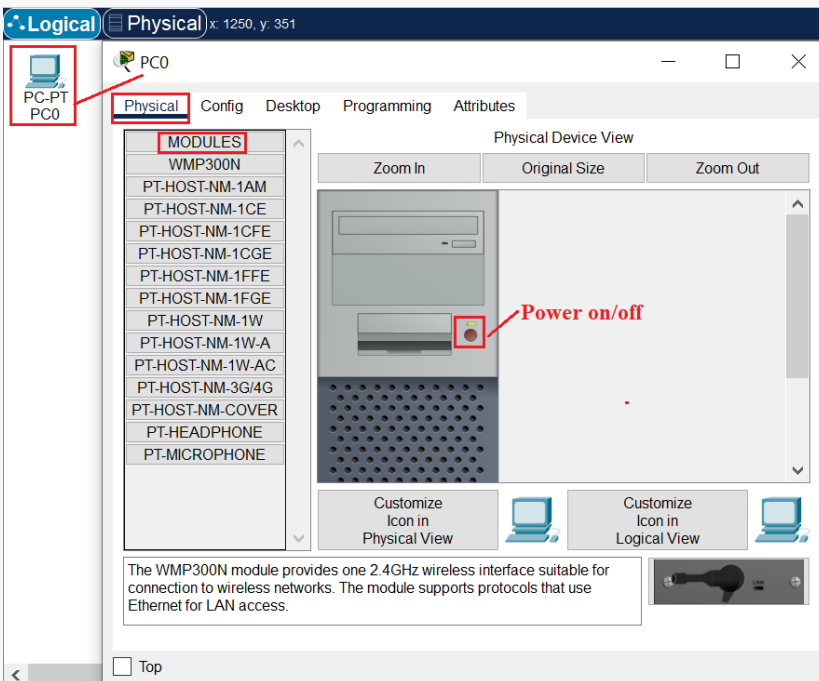 Logical
Physical x: 1250, y: 351
PC-PT
PC0
PC0
Physical Config Desktop Programming Attributes
MODULES
WMP300N
PT-HOST-NM-1AM
PT-HOST-NM-1CE
PT-HOST-NM-1CFE
PT-HOST-NM-1CGE
PT-HOST-NM-1FFE
PT-HOST-NM-1FGE
PT-HOST-NM-1W
PT-HOST-NM-1W-A
PT-HOST-NM-1W-AC
PT-HOST-NM-3G/4G
PT-HOST-NM-COVER
PT-HEADPHONE
PT-MICROPHONE
Physical Device View
Zoom In Original Size Zoom Out
Power on/off
Customize
Icon in
Physical View
Customize
Icon in
Logical View
The WMP300N module provides one 2.4GHz wireless interface suitable for
connection to wireless networks. The module supports protocols that use
Ethernet for LAN access.
Top